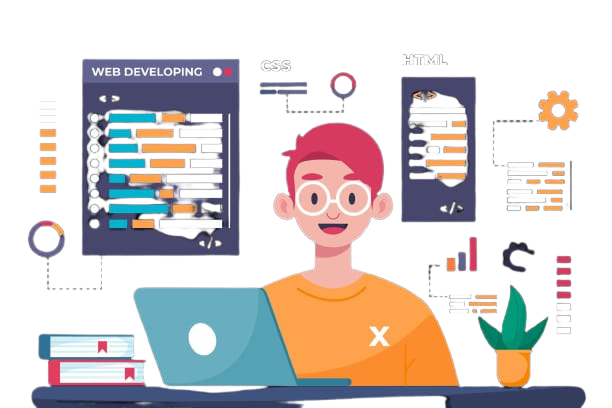 WEB DEVELOPING
CSS
HTML
</>
X
</>